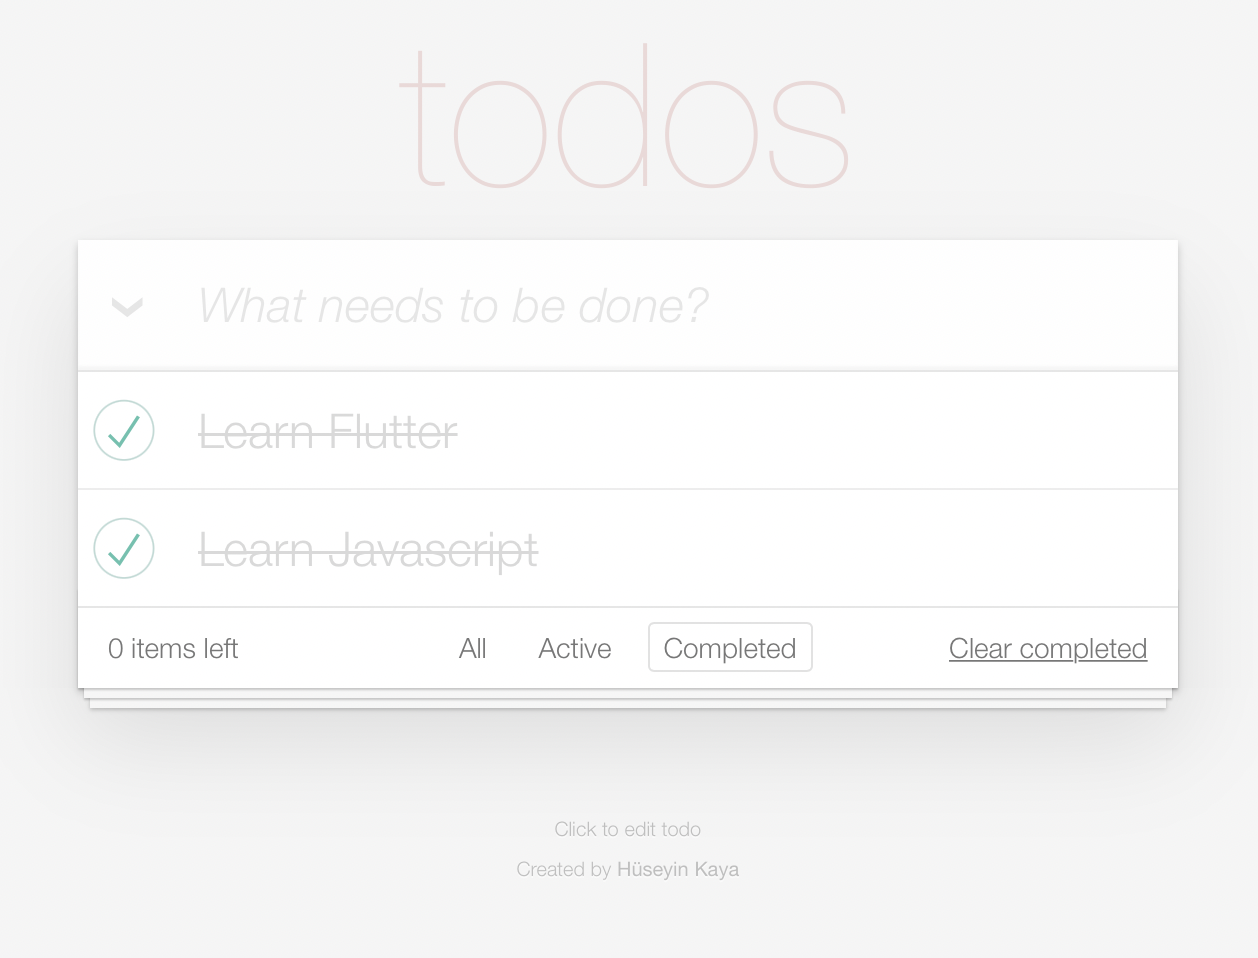 todos
What needs to be done?
Learn Flutter
Learn Javascript
0 items left All Active Completed Clear completed
Click to edit todo
Created by Hüseyin Kaya